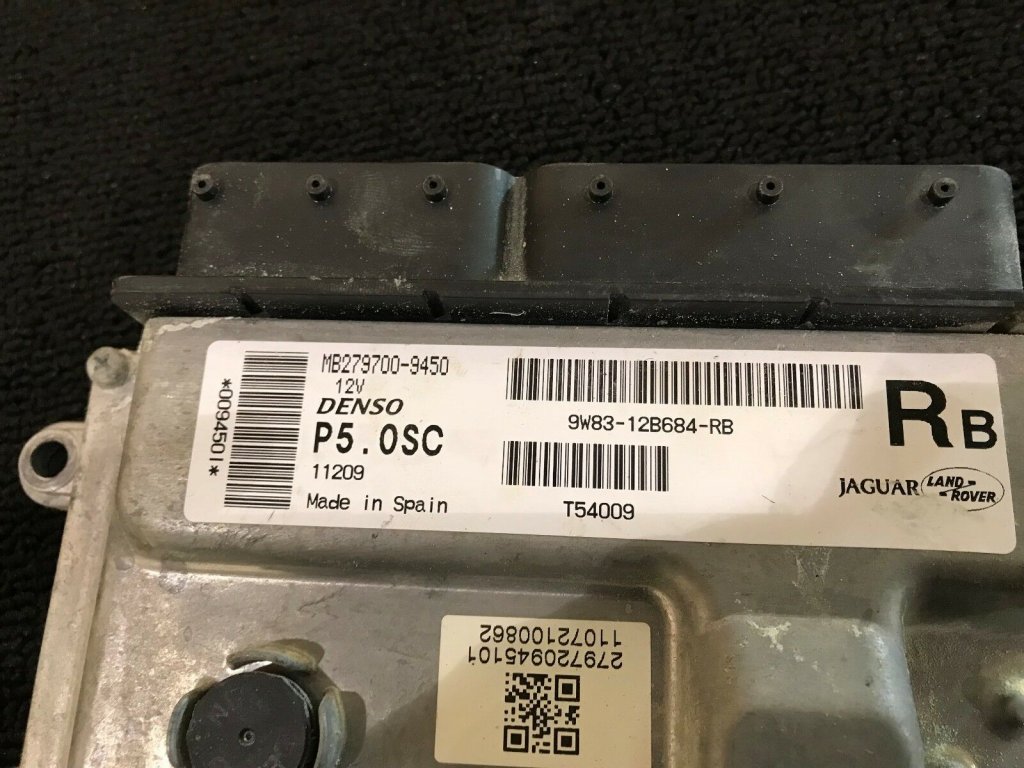 *0094501*
MB279700-9450
12V
DENSO
P5.0SC
11209
Made in Spain
9W83-12B684-RB
T54009
RB
JAGUAR LAND ROVER
279720945101
11072100862